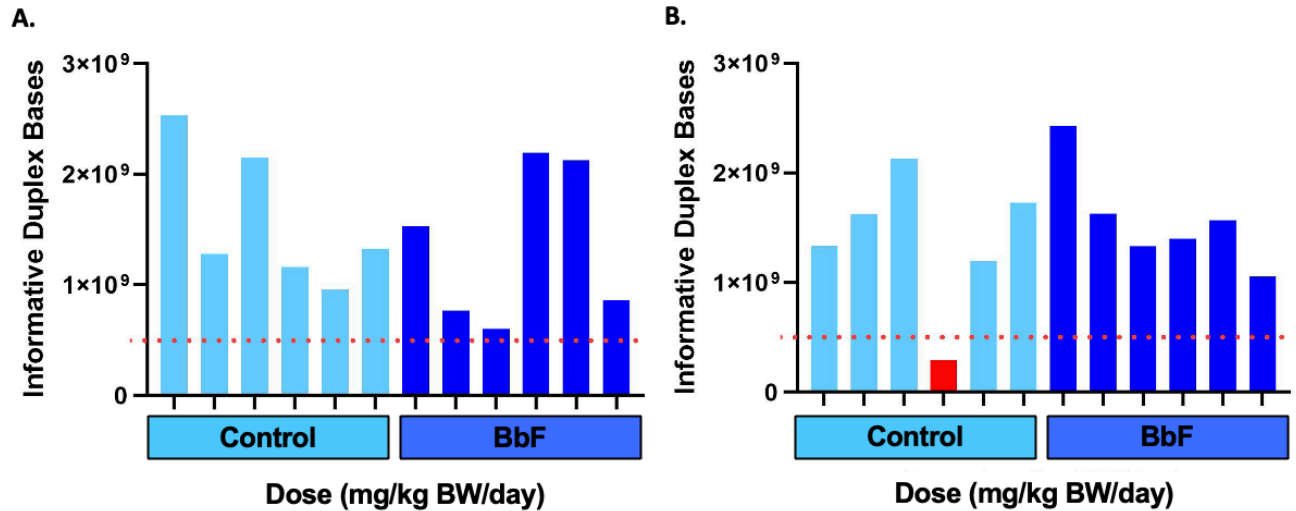 A.
Informative Duplex Bases
3×10⁹
2×10⁹
1×10⁹
0
Control
BbF
Dose (mg/kg BW/day)
B.
Informative Duplex Bases
3×10⁹
2×10⁹
1×10⁹
0
Control
BbF
Dose (mg/kg BW/day)